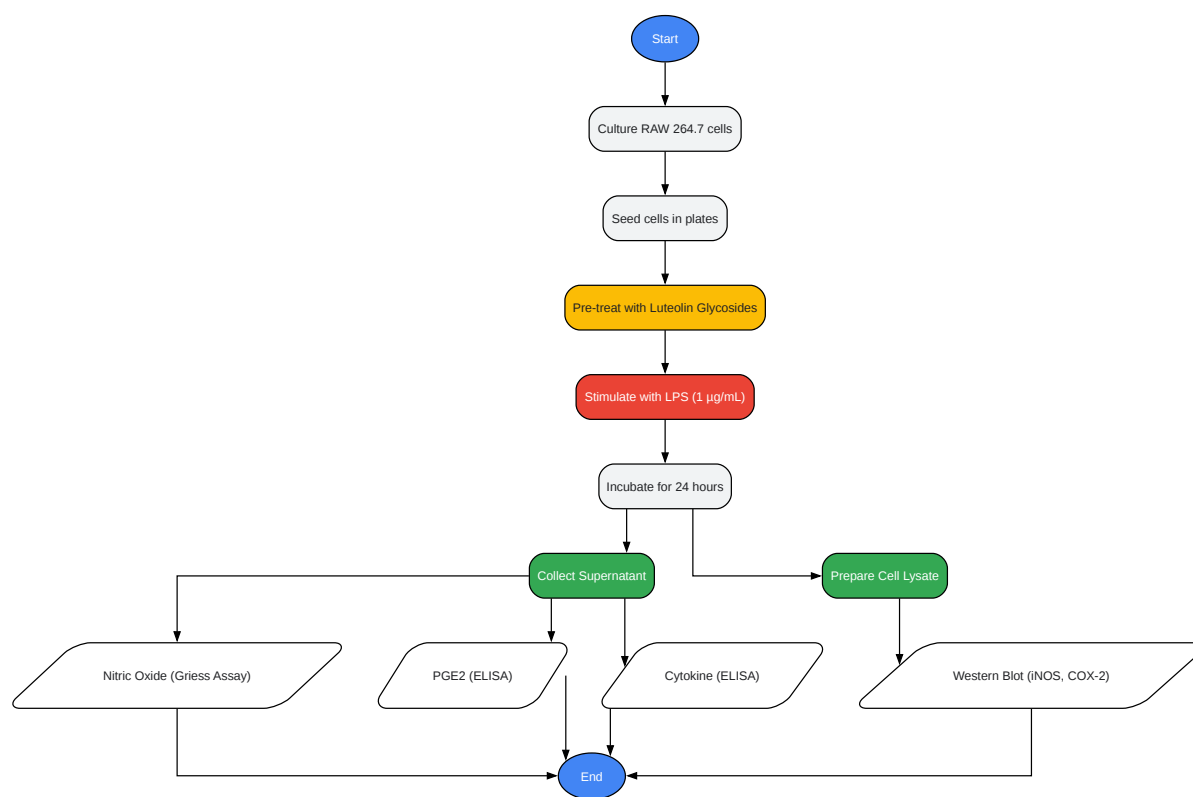 Start
Culture RAW 264.7 cells
Seed cells in plates
Pre-treat with Luteolin Glycosides
Stimulate with LPS (1 µg/mL)
Incubate for 24 hours
Collect Supernatant
Prepare Cell Lysate
Nitric Oxide (Griess Assay)
PGE2 (ELISA)
Cytokine (ELISA)
Western Blot (iNOS, COX-2)
End